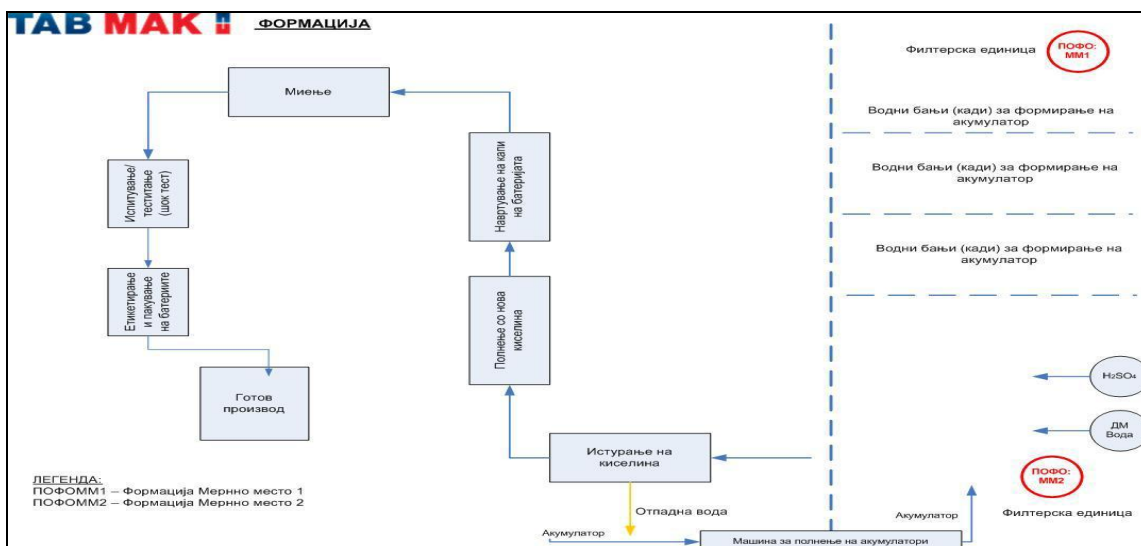 TAB MAK
ФОРМАЦИЈА
Филтерска единица
ПОФО:
ММ1
Миење
Водни бањи (кади) за формирање на
акумулатор
Водни бањи (кади) за формирање на
акумулатор
Водни бањи (кади) за формирање на
акумулатор
Испитување/
теститање
(шок тест)
Навртување на капи
на батеријата
Етикетирање
и пакување
на батериите
Полнење со нова
киселина
Готов
производ
H₂SO₄
ДМ
Вода
Истурање на
киселина
ПОФО:
ММ2
Филтерска единица
ЛЕГЕНДА:
ПОФОММ1 – Формација Мернно место 1
ПОФОММ2 – Формација Мернно место 2
Отпадна вода
Акумулатор
Акумулатор
Машина за полнење на акумулатори